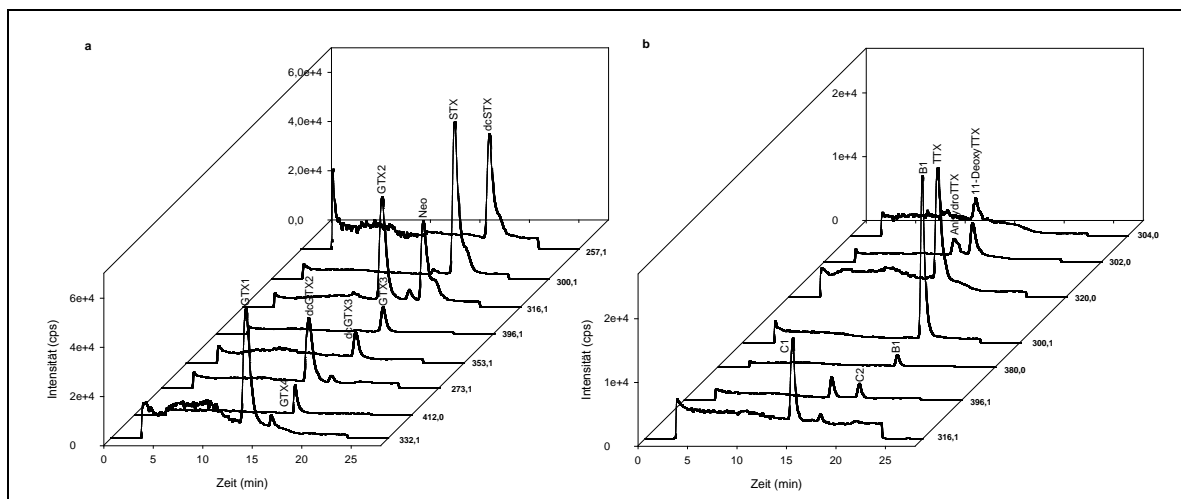 a
6,0e+4
4,0e+4
2,0e+4
0,0
STX
dcSTX
GTX2
Neo
GTX1
dcGTX2
dcGTX3
GTX3
GTX4
257,1
300,1
316,1
396,1
353,1
273,1
412,0
332,1
6e+4
4e+4
2e+4
0
Intensität (cps)
0 5 10 15 20 25
Zeit (min)
b
2e+4
1e+4
0
B1
TTX
AnhydroTTX
11-DeoxyTTX
C1
B1
C2
304,0
302,0
320,0
300,1
380,0
396,1
316,1
2e+4
1e+4
0
Intensität (cps)
0 5 10 15 20 25
Zeit (min)